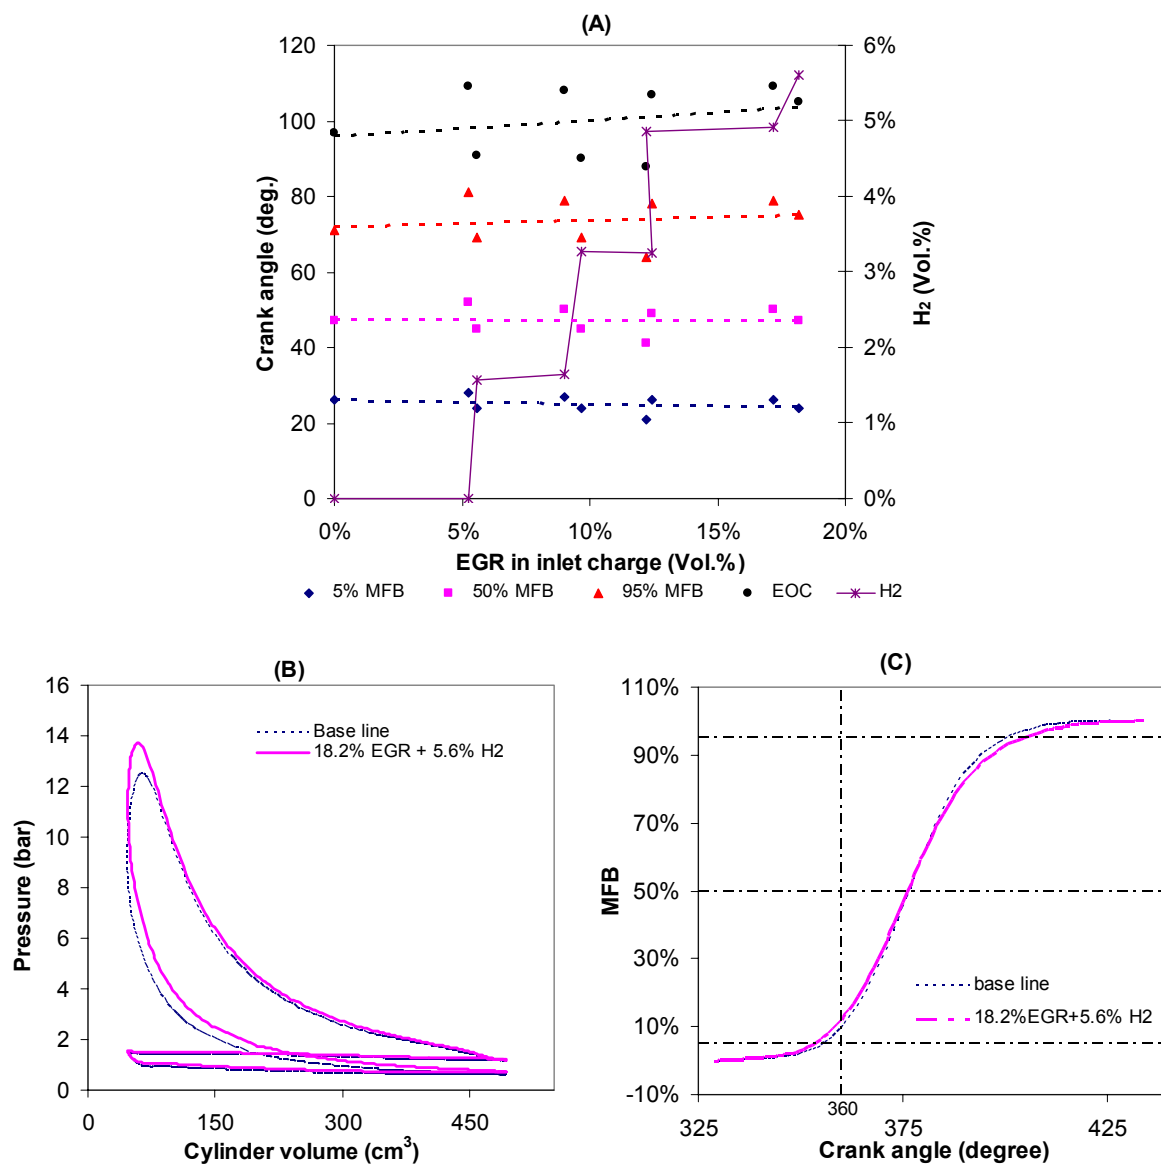 (A)
120
100
80
60
40
20
0
Crank angle (deg.)
6%
5%
4%
3%
2%
1%
0%
H2 (Vol.%)
0% 5% 10% 15% 20%
EGR in inlet charge (Vol.%)
5% MFB 50% MFB 95% MFB EOC H2
(B)
16
14
12
10
8
6
4
2
0
Pressure (bar)
Base line
18.2% EGR + 5.6% H2
0 150 300 450
Cylinder volume (cm3)
(C)
110%
90%
70%
50%
30%
10%
-10%
MFB
base line
18.2%EGR+5.6% H2
325 360 375 425
Crank angle (degree)